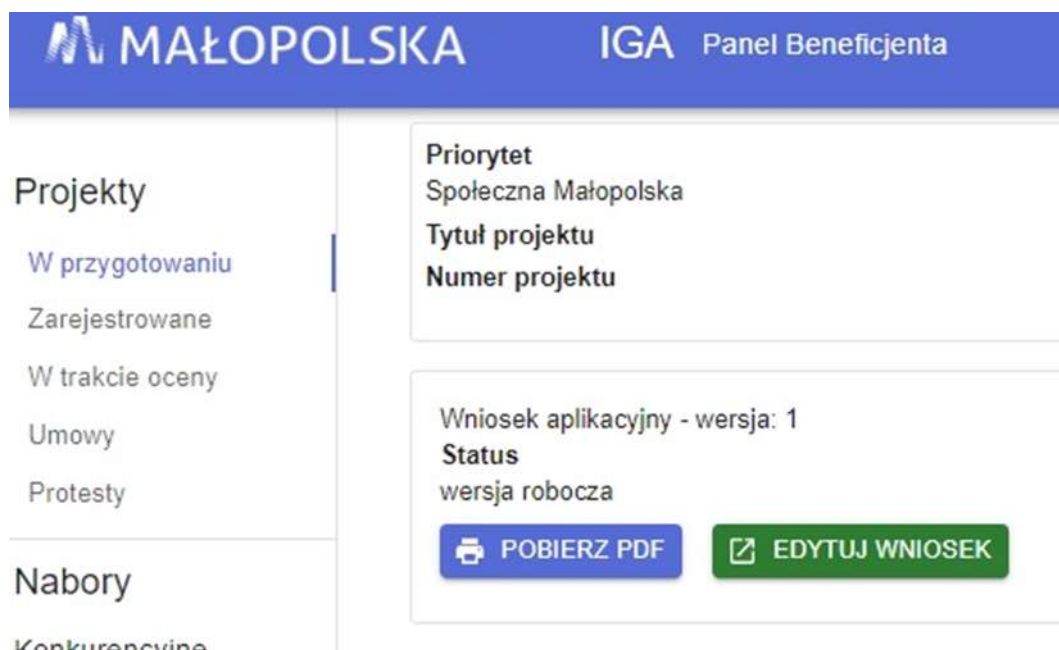 MAŁOPOLSKA IGA Panel Beneficjenta
Projekty
W przygotowaniu
Zarejestrowane
W trakcie oceny
Umowy
Protesty
Nabory
Konkurencyjne
Priorytet
Społeczna Małopolska
Tytuł projektu
Numer projektu
Wniosek aplikacyjny - wersja: 1
Status
wersja robocza
POBIERZ PDF EDYTUJ WNIOSEK